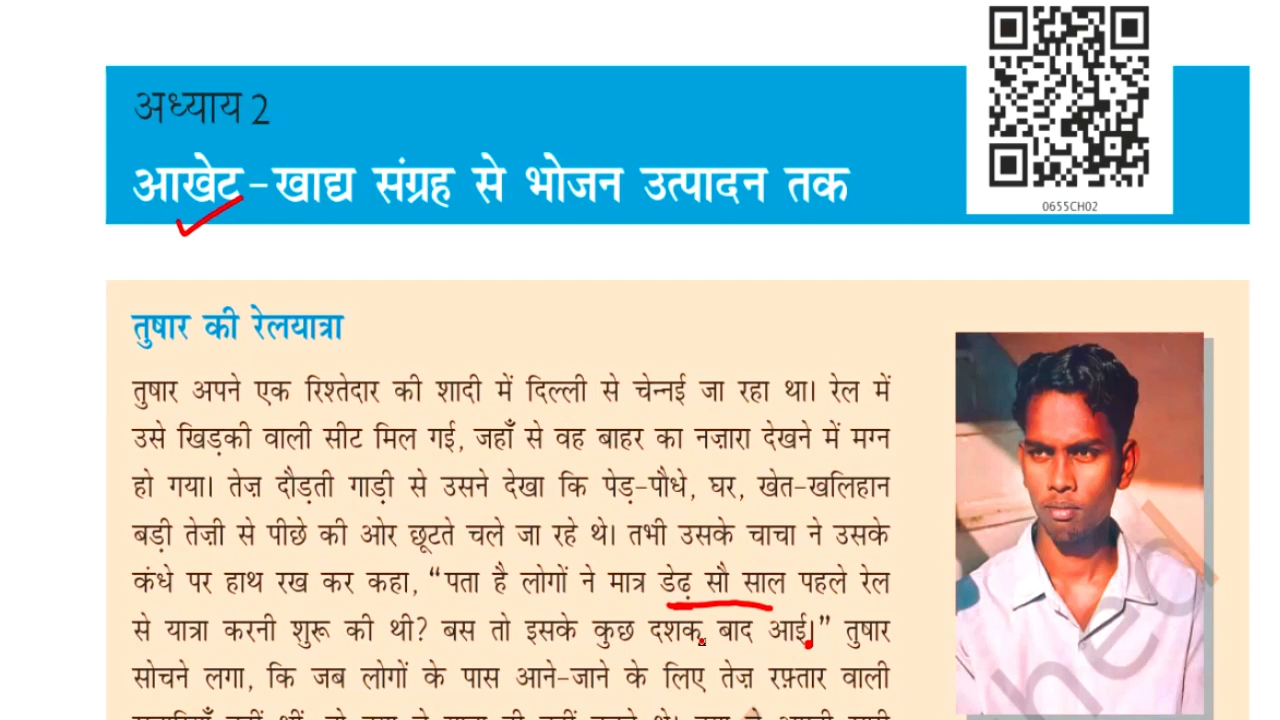 अध्याय 2
आखेट-खाद्य संग्रह से भोजन उत्पादन तक
0655CH02
तुषार की रेलयात्रा
तुषार अपने एक रिश्तेदार की शादी में दिल्ली से चेन्नई जा रहा था। रेल में
उसे खिड़की वाली सीट मिल गई, जहाँ से वह बाहर का नज़ारा देखने में मग्न
हो गया। तेज़ दौड़ती गाड़ी से उसने देखा कि पेड़-पौधे, घर, खेत-खलिहान
बड़ी तेज़ी से पीछे की ओर छूटते चले जा रहे थे। तभी उसके चाचा ने उसके
कंधे पर हाथ रख कर कहा, “पता है लोगों ने मात्र डेढ़ सौ साल पहले रेल
से यात्रा करनी शुरू की थी? बस तो इसके कुछ दशक बाद आई।” तुषार
सोचने लगा, कि जब लोगों के पास आने-जाने के लिए तेज़ रफ़्तार वाली